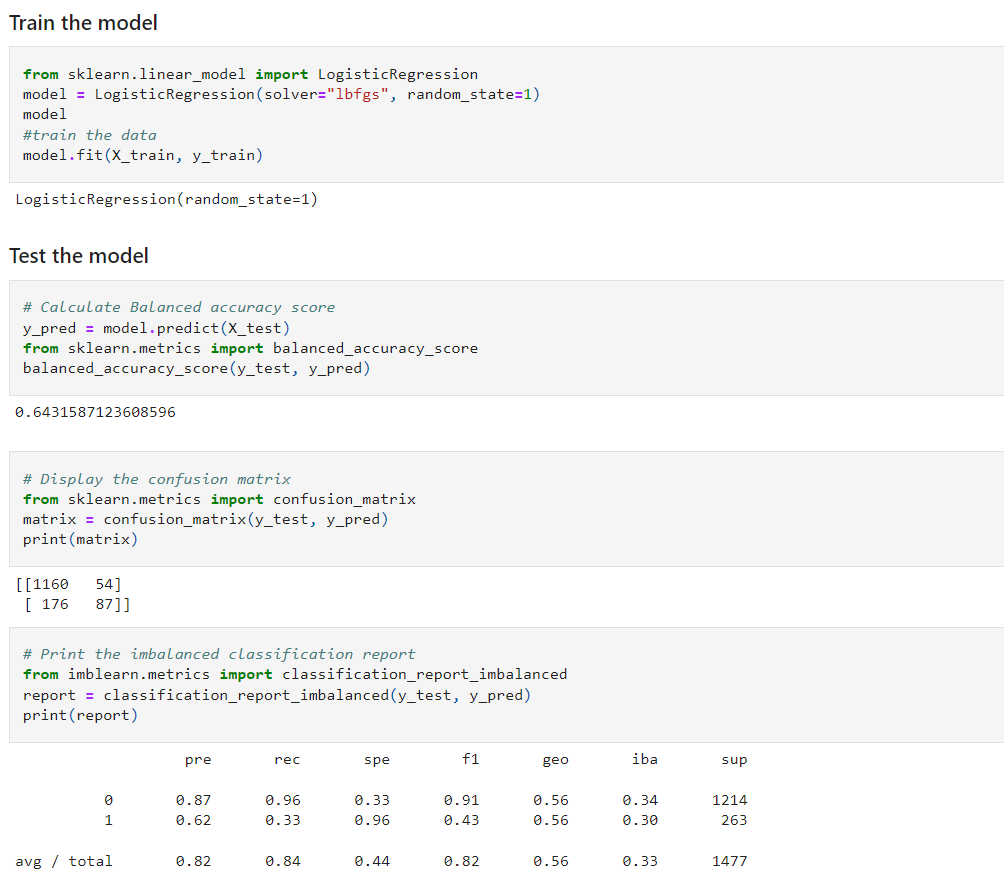 Train the model
from sklearn.linear_model import LogisticRegression
model = LogisticRegression(solver="lbfgs", random_state=1)
model
#train the data
model.fit(X_train, y_train)
LogisticRegression(random_state=1)
Test the model
# Calculate Balanced accuracy score
y_pred = model.predict(X_test)
from sklearn.metrics import balanced_accuracy_score
balanced_accuracy_score(y_test, y_pred)
0.6431587123608596
# Display the confusion matrix
from sklearn.metrics import confusion_matrix
matrix = confusion_matrix(y_test, y_pred)
print(matrix)
[[1160   54]
 [ 176   87]]
# Print the imbalanced classification report
from imblearn.metrics import classification_report_imbalanced
report = classification_report_imbalanced(y_test, y_pred)
print(report)
                   pre       rec       spe        f1       geo       iba       sup
          0       0.87      0.96      0.33      0.91      0.56      0.34      1214
          1       0.62      0.33      0.96      0.43      0.56      0.30       263
avg / total       0.82      0.84      0.44      0.82      0.56      0.33      1477